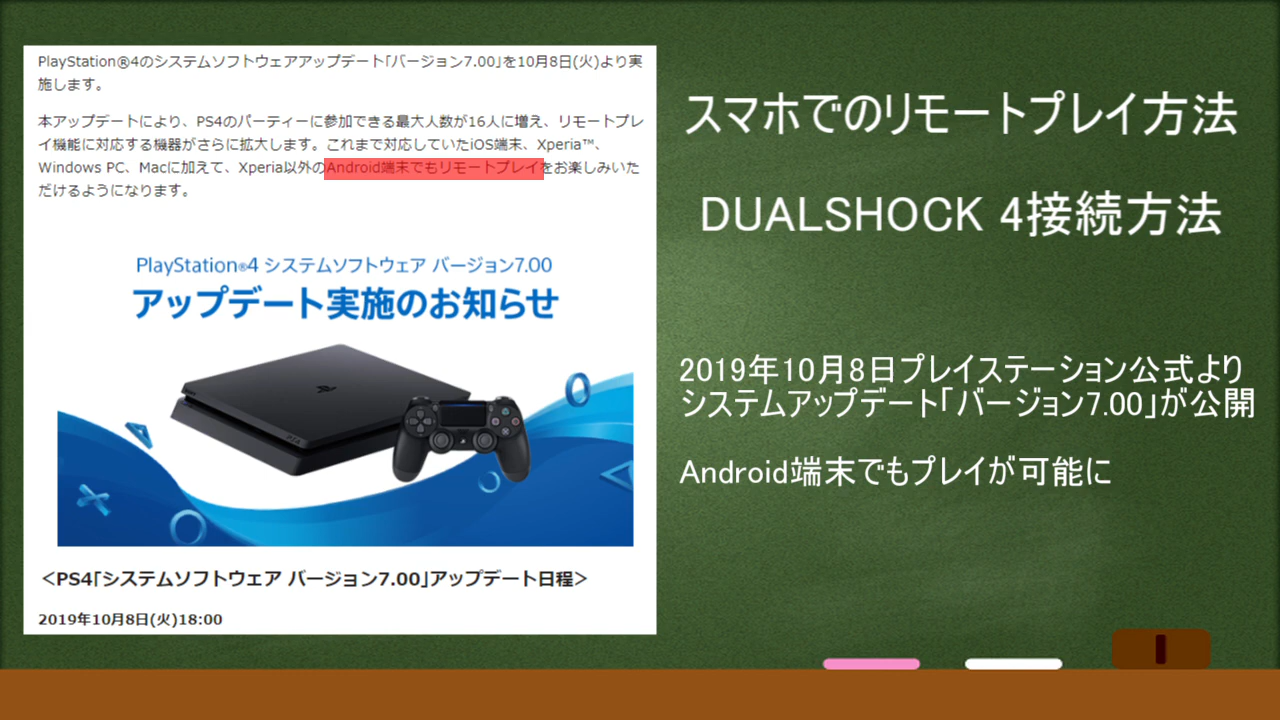 PlayStation®4のシステムソフトウェアアップデート「バージョン7.00」を10月8日(火)より実
施します。
本アップデートにより、PS4のパーティーに参加できる最大人数が16人に増え、リモートプレ
イ機能に対応する機器がさらに拡大します。これまで対応していたiOS端末、Xperia™、
Windows PC、Macに加えて、Xperia以外のAndroid端末でもリモートプレイをお楽しみいた
だけるようになります。
PlayStation®4 システムソフトウェア バージョン7.00
アップデート実施のお知らせ
<PS4「システムソフトウェア バージョン7.00」アップデート日程>
2019年10月8日(火)18:00
スマホでのリモートプレイ方法
DUALSHOCK 4接続方法
2019年10月8日プレイステーション公式より
システムアップデート「バージョン7.00」が公開
Android端末でもプレイが可能に